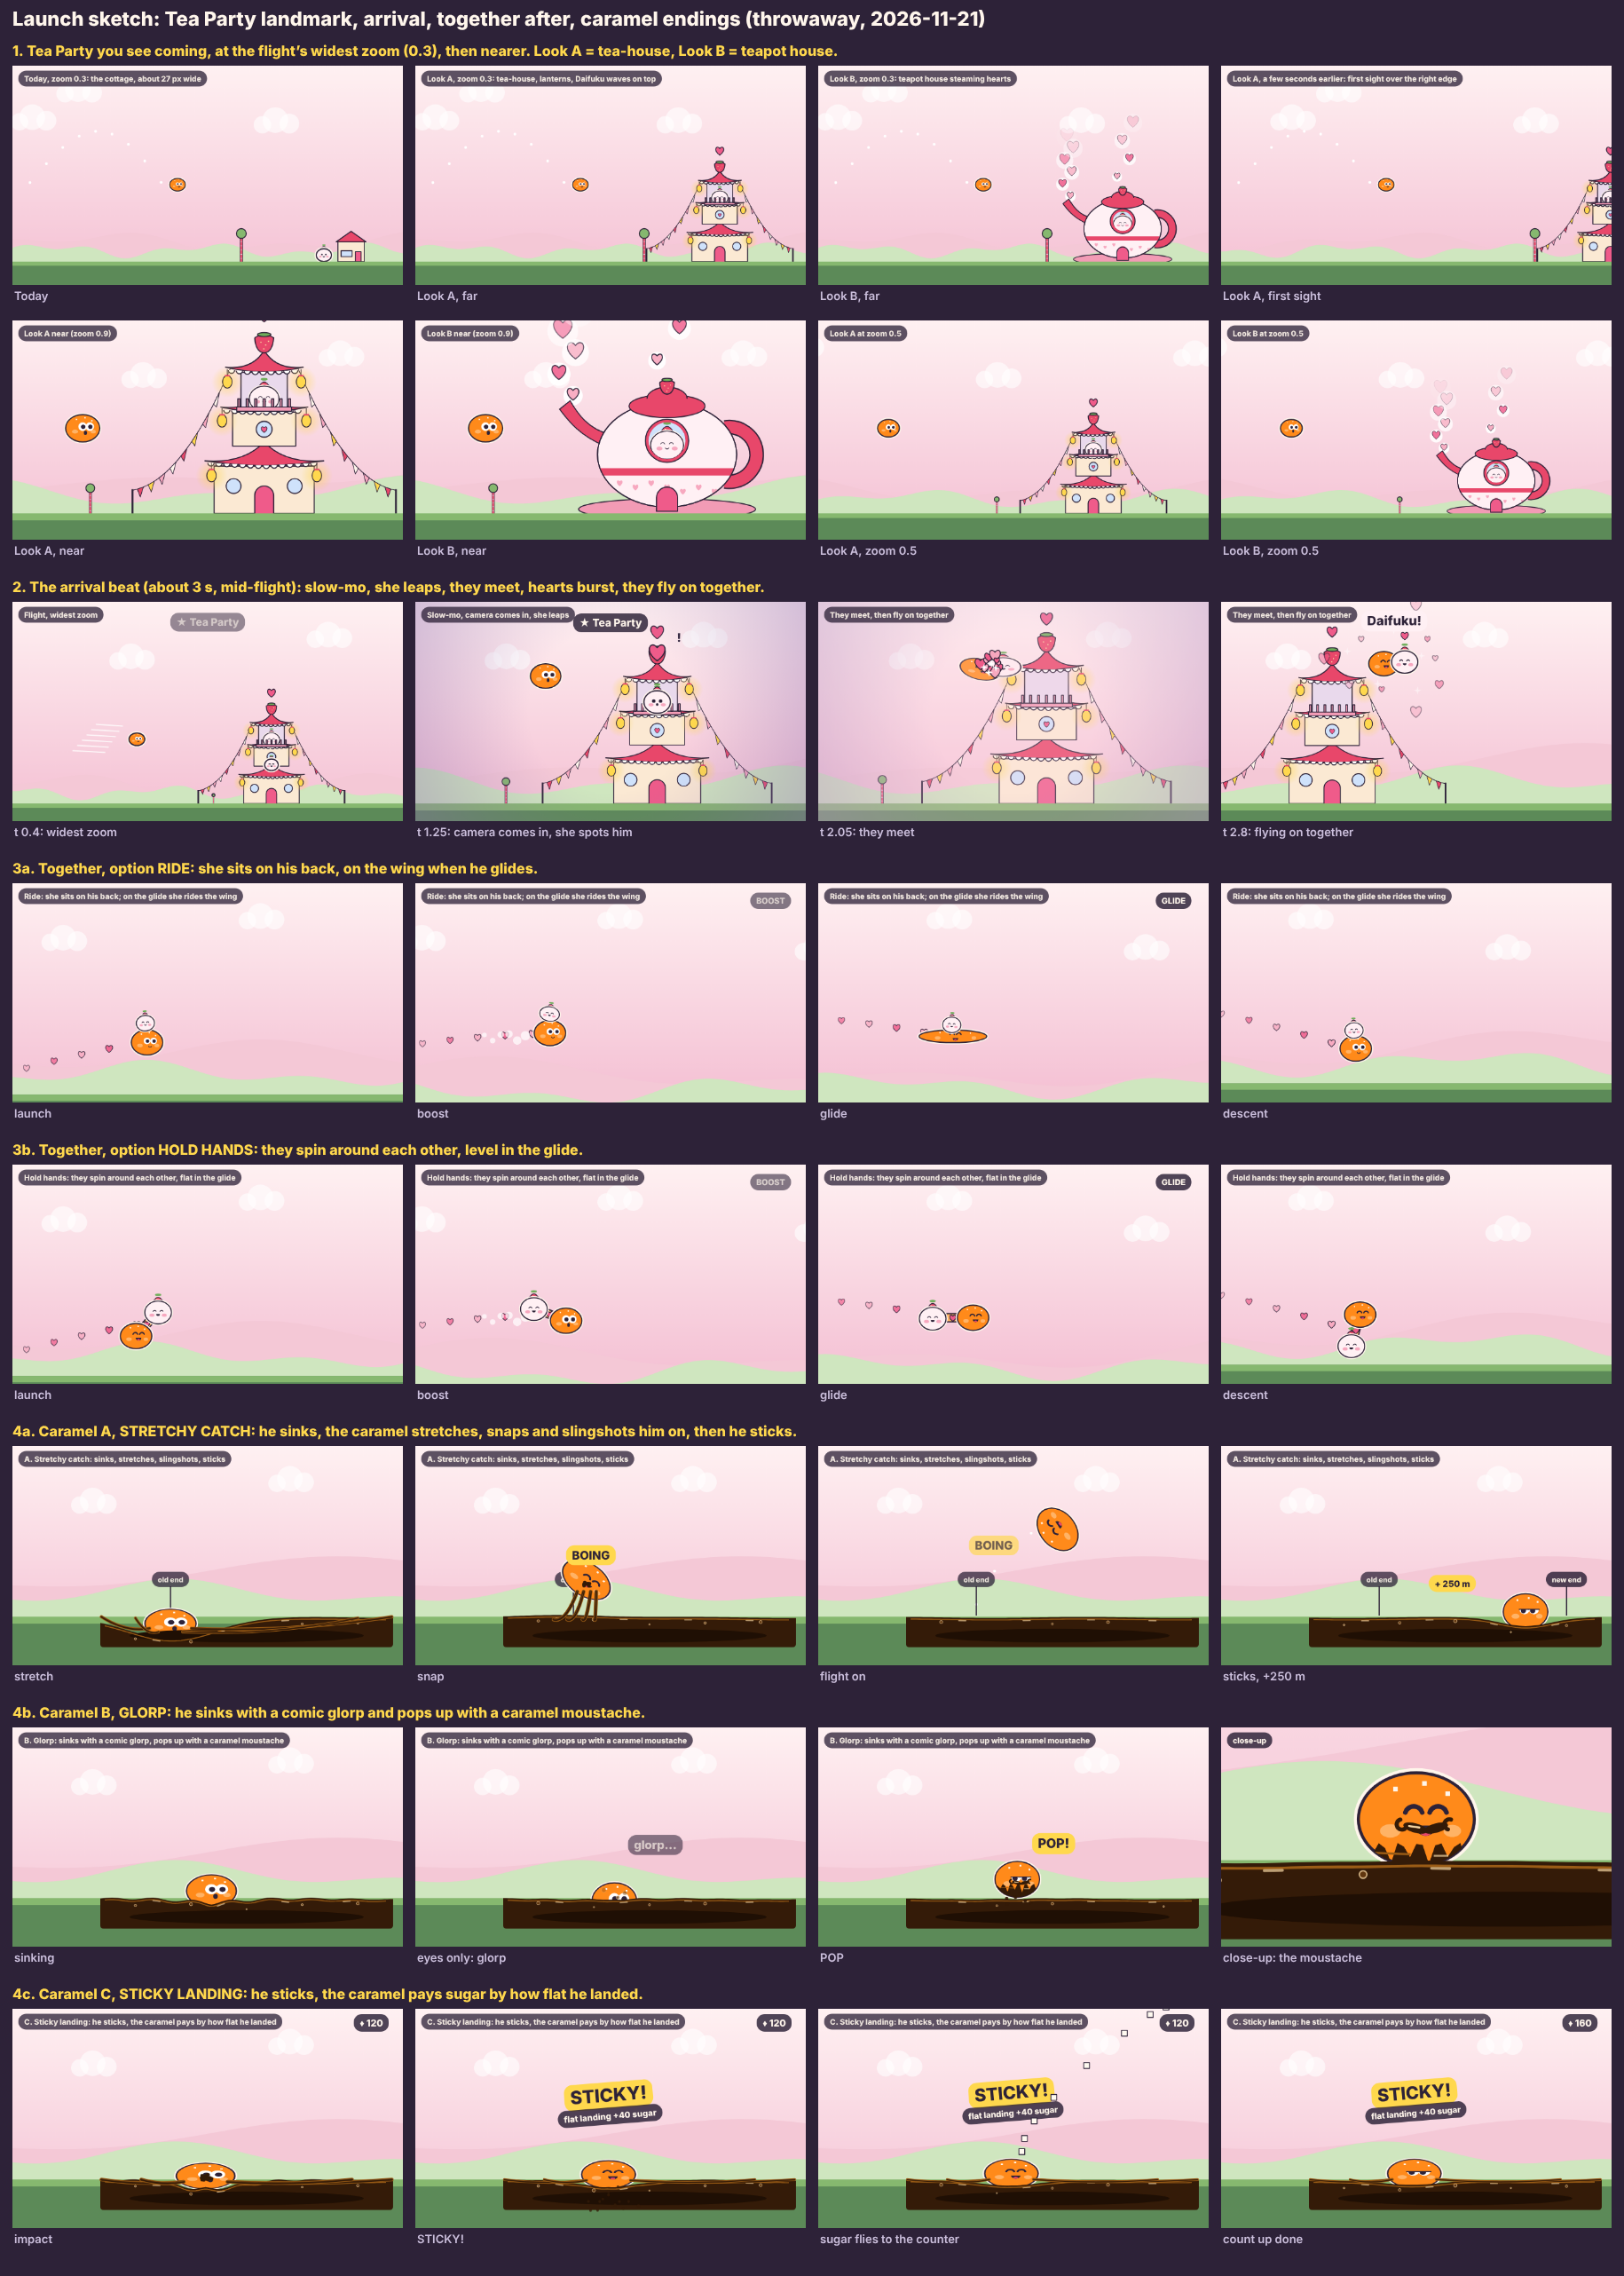 Launch sketch: Tea Party landmark, arrival, together after, caramel endings (throwaway, 2026-11-21)
1. Tea Party you see coming, at the flight's widest zoom (0.3), then nearer. Look A = tea-house, Look B = teapot house.
Today, zoom 0.3: the cottage, about 27 px wide
Look A, zoom 0.3: tea-house, lanterns, Daifuku waves on top
Look B, zoom 0.3: teapot house steaming hearts
Look A, a few seconds earlier: first sight over the right edge
Today
Look A, far
Look B, far
Look A, first sight
Look A near (zoom 0.9)
Look B near (zoom 0.9)
Look A at zoom 0.5
Look B at zoom 0.5
Look A, near
Look B, near
Look A, zoom 0.5
Look B, zoom 0.5
2. The arrival beat (about 3 s, mid-flight): slow-mo, she leaps, they meet, hearts burst, they fly on together.
Flight, widest zoom
★ Tea Party
Slow-mo, camera comes in, she leaps
★ Tea Party
!
They meet, then fly on together
They meet, then fly on together
Daifuku!
t 0.4: widest zoom
t 1.25: camera comes in, she spots him
t 2.05: they meet
t 2.8: flying on together
3a. Together, option RIDE: she sits on his back, on the wing when he glides.
Ride: she sits on his back; on the glide she rides the wing
Ride: she sits on his back; on the glide she rides the wing
BOOST
Ride: she sits on his back; on the glide she rides the wing
GLIDE
Ride: she sits on his back; on the glide she rides the wing
launch
boost
glide
descent
3b. Together, option HOLD HANDS: they spin around each other, level in the glide.
Hold hands: they spin around each other, flat in the glide
Hold hands: they spin around each other, flat in the glide
BOOST
Hold hands: they spin around each other, flat in the glide
GLIDE
Hold hands: they spin around each other, flat in the glide
launch
boost
glide
descent
4a. Caramel A, STRETCHY CATCH: he sinks, the caramel stretches, snaps and slingshots him on, then he sticks.
A. Stretchy catch: sinks, stretches, slingshots, sticks
A. Stretchy catch: sinks, stretches, slingshots, sticks
A. Stretchy catch: sinks, stretches, slingshots, sticks
A. Stretchy catch: sinks, stretches, slingshots, sticks
old end
BOING
BOING
old end
old end
+ 250 m
new end
stretch
snap
flight on
sticks, +250 m
4b. Caramel B, GLORP: he sinks with a comic glorp and pops up with a caramel moustache.
B. Glorp: sinks with a comic glorp, pops up with a caramel moustache
B. Glorp: sinks with a comic glorp, pops up with a caramel moustache
B. Glorp: sinks with a comic glorp, pops up with a caramel moustache
close-up
glorp...
POP!
sinking
eyes only: glorp
POP
close-up: the moustache
4c. Caramel C, STICKY LANDING: he sticks, the caramel pays sugar by how flat he landed.
C. Sticky landing: he sticks, the caramel pays by how flat he landed
♦ 120
C. Sticky landing: he sticks, the caramel pays by how flat he landed
♦ 120
C. Sticky landing: he sticks, the caramel pays by how flat he landed
♦ 120
C. Sticky landing: he sticks, the caramel pays by how flat he landed
♦ 160
STICKY!
flat landing +40 sugar
STICKY!
flat landing +40 sugar
STICKY!
flat landing +40 sugar
impact
STICKY!
sugar flies to the counter
count up done